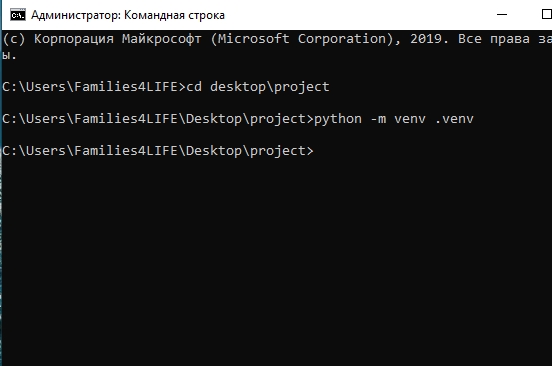 Администратор: Командная строка
(c) Корпорация Майкрософт (Microsoft Corporation), 2019. Все права за
ы.
C:\Users\Families4LIFE>cd desktop\project
C:\Users\Families4LIFE\Desktop\project>python -m venv .venv
C:\Users\Families4LIFE\Desktop\project>